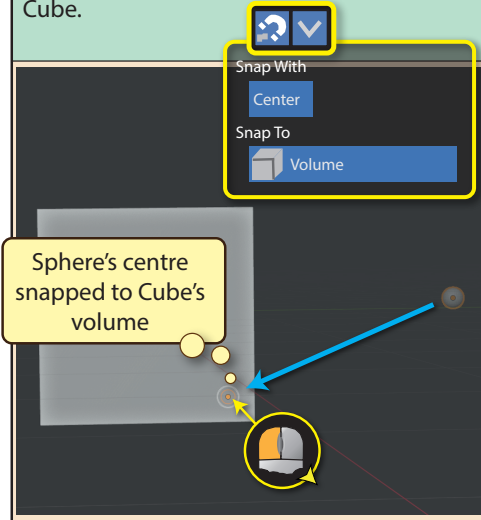 Cube.
Snap With
Center
Snap To
Volume
Sphere’s centre
snapped to Cube’s
volume